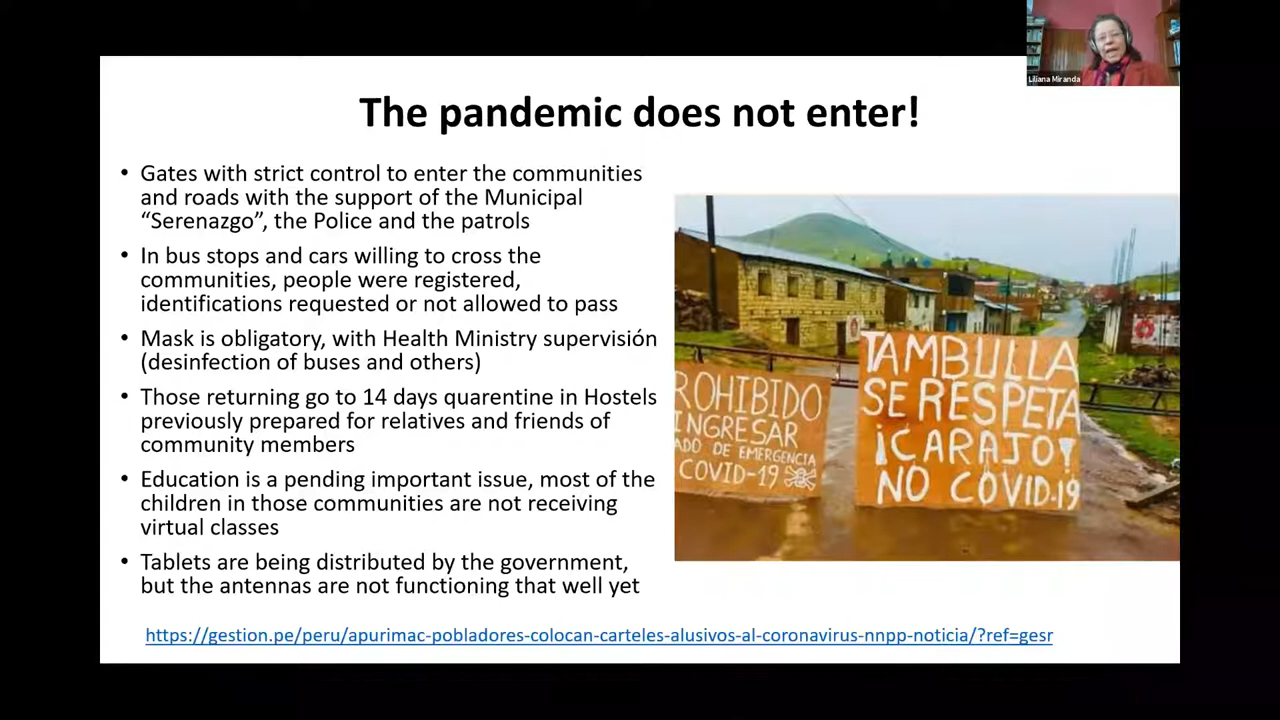 Liliana Miranda
The pandemic does not enter!
• Gates with strict control to enter the communities
and roads with the support of the Municipal
“Serenazgo”, the Police and the patrols
• In bus stops and cars willing to cross the
communities, people were registered,
identifications requested or not allowed to pass
• Mask is obligatory, with Health Ministry supervisión
(desinfection of buses and others)
• Those returning go to 14 days quarentine in Hostels
previously prepared for relatives and friends of
community members
• Education is a pending important issue, most of the
children in those communities are not receiving
virtual classes
• Tablets are being distributed by the government,
but the antennas are not functioning that well yet
ROHIBIDO
INGRESAR
ADO DE EMERGENCIA
COVID-19
TAMBULLA
SE RESPETA
¡CARAJO!
NO COVID-19
https://gestion.pe/peru/apurimac-pobladores-colocan-carteles-alusivos-al-coronavirus-nnpp-noticia/?ref=gesr